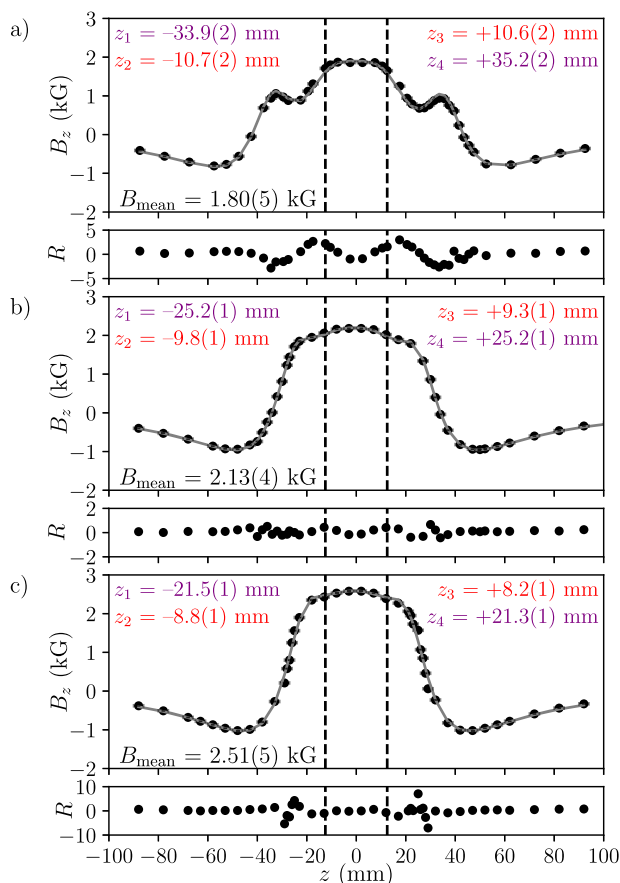 a)
3
z1 = –33.9(2) mm
z3 = +10.6(2) mm
2
z2 = –10.7(2) mm
z4 = +35.2(2) mm
1
Bz (kG)
0
−1
Bmean = 1.80(5) kG
−2
5
R
0
−5
b)
3
z1 = –25.2(1) mm
z3 = +9.3(1) mm
2
z2 = –9.8(1) mm
z4 = +25.2(1) mm
1
Bz (kG)
0
−1
Bmean = 2.13(4) kG
−2
2
R
0
−2
c)
3
z1 = –21.5(1) mm
z3 = +8.2(1) mm
2
z2 = –8.8(1) mm
z4 = +21.3(1) mm
1
Bz (kG)
0
−1
Bmean = 2.51(5) kG
−2
10
R
0
−10
−100 −80 −60 −40 −20 0 20 40 60 80 100
z (mm)